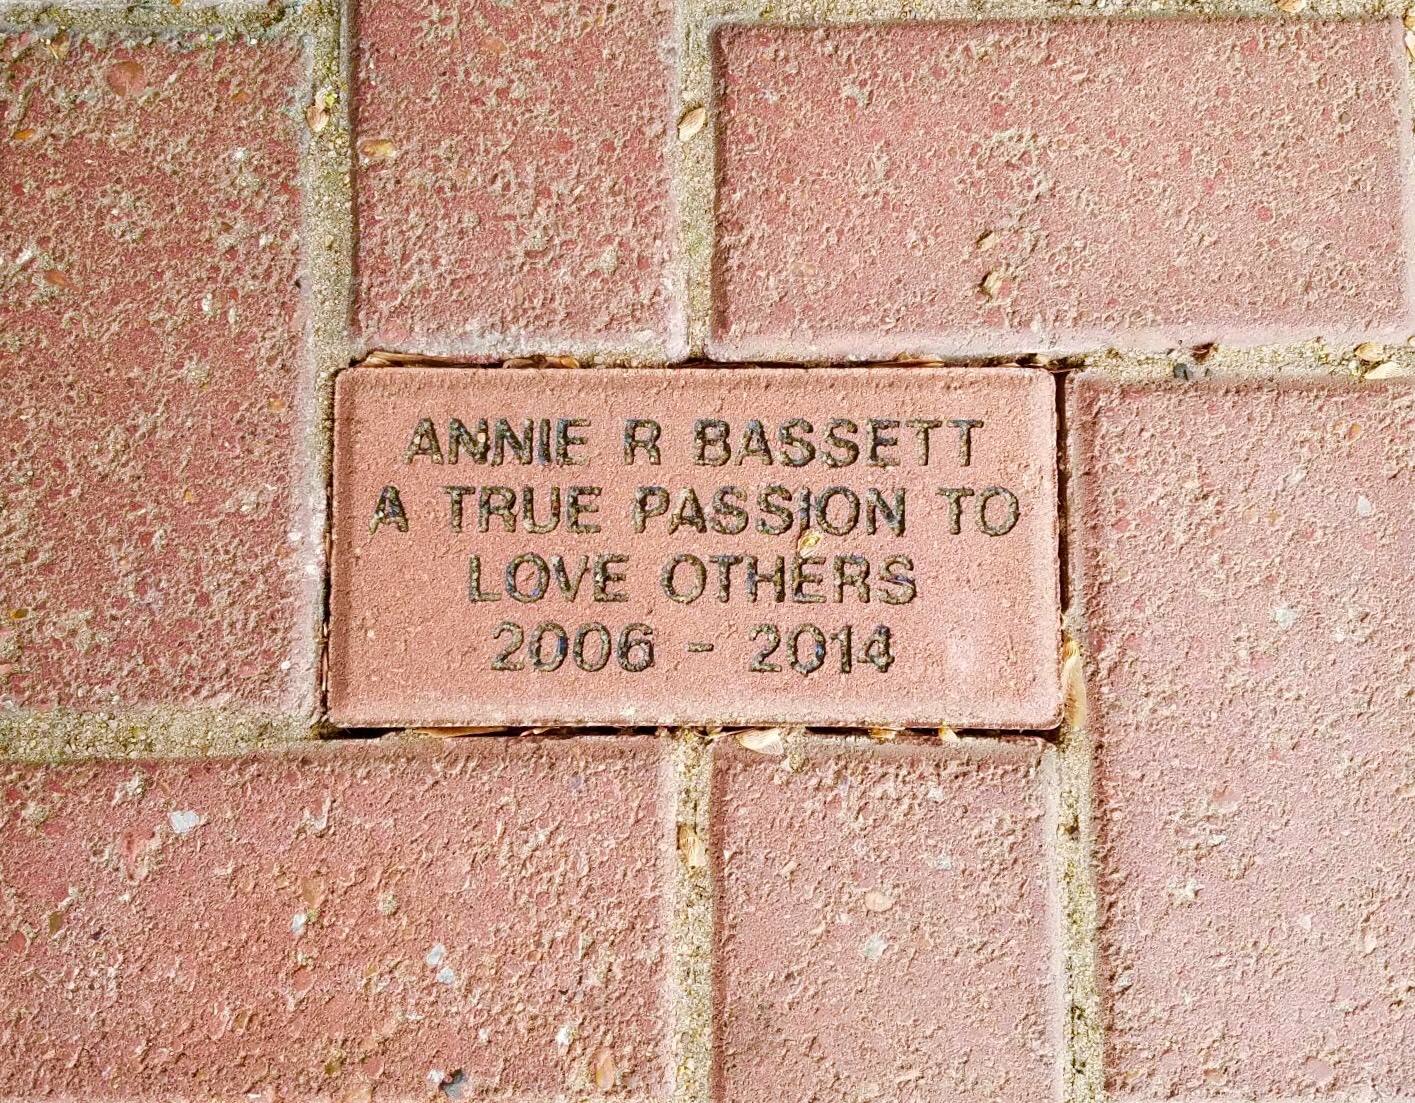 ANNIE R BASSETT
A TRUE PASSION TO
LOVE OTHERS
2006 - 2014